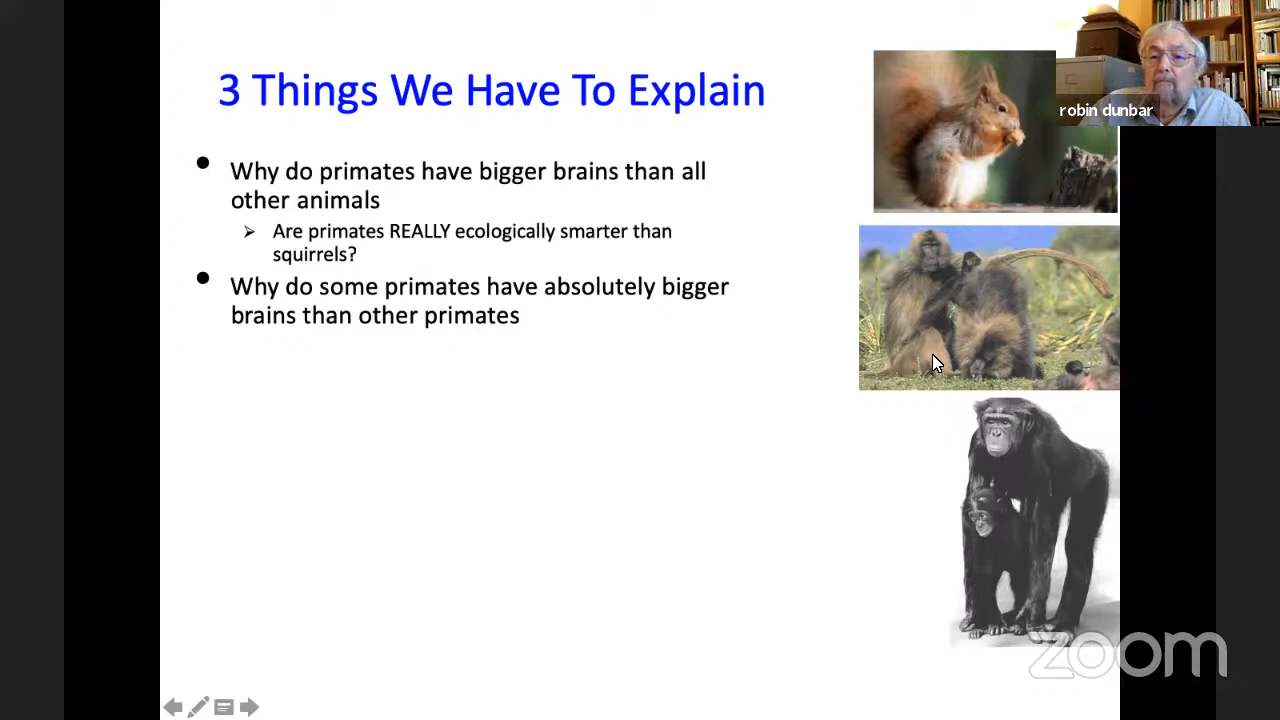 3 Things We Have To Explain
robin dunbar
• Why do primates have bigger brains than all
other animals
➢ Are primates REALLY ecologically smarter than
squirrels?
• Why do some primates have absolutely bigger
brains than other primates
zoom